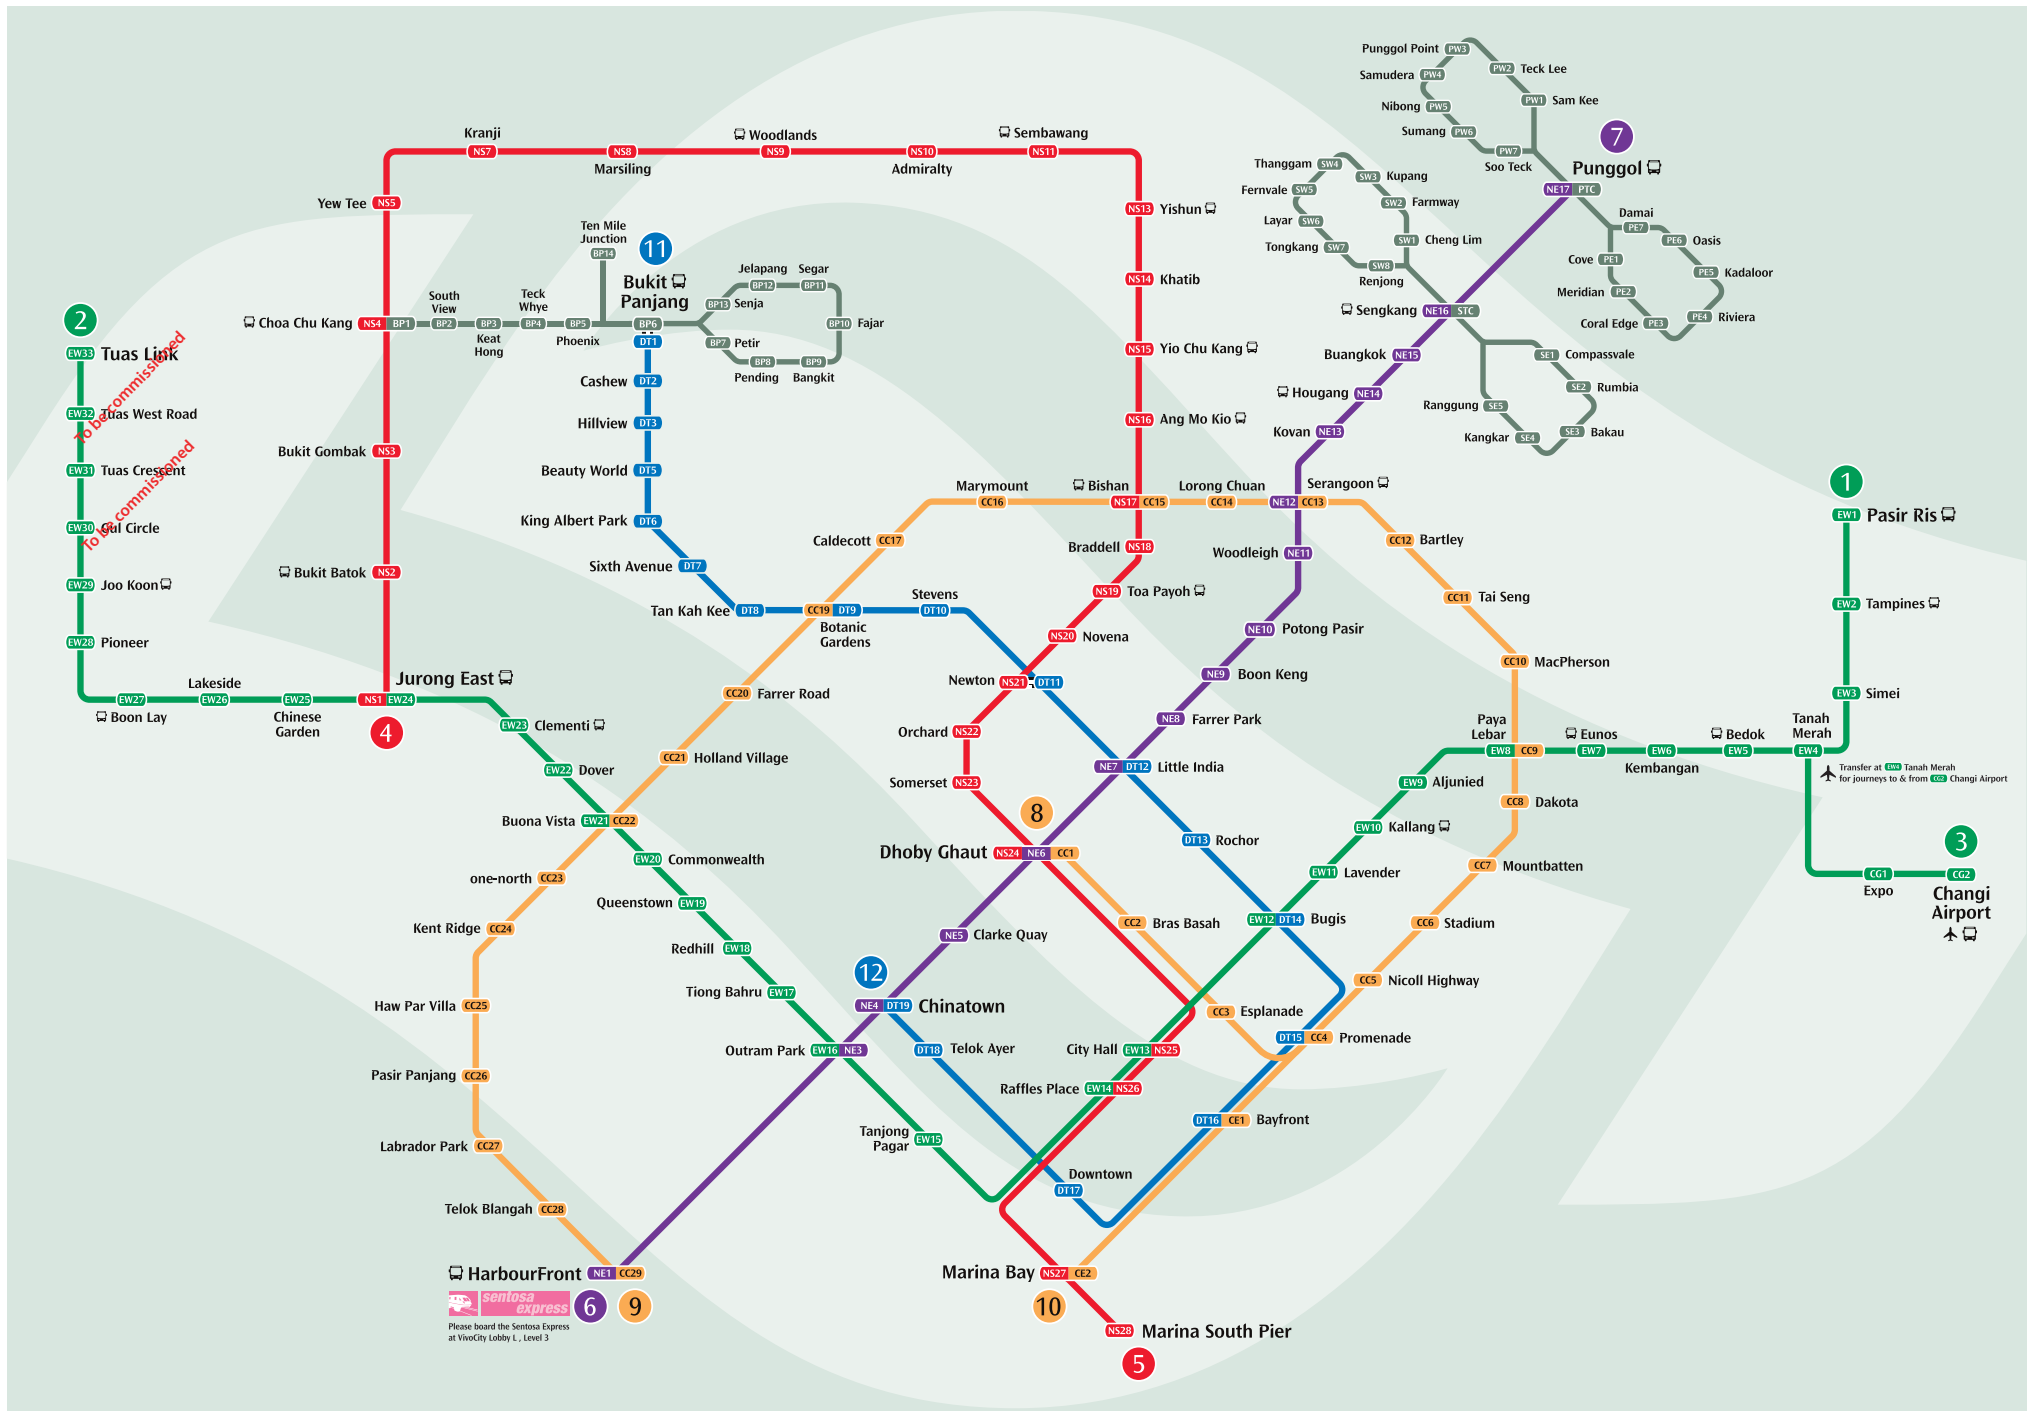 Punggol Point PW3
PW2 Teck Lee
Samudera PW4
PW1 Sam Kee
Nibong PW5
Sumang PW6
PW7
Soo Teck
7
Punggol
NE17 PTC
Kranji
NS7
NS8
Marsiling
Woodlands
NS9
NS10
Admiralty
Sembawang
NS11
Thanggam SW4
SW3 Kupang
Fernvale SW5
SW2 Farmway
Layar SW6
SW1 Cheng Lim
Tongkang SW7
SW8
Renjong
Damai
PE7
PE6 Oasis
Cove PE1
PE5 Kadaloor
Meridian PE2
PE4 Riviera
Coral Edge PE3
Yew Tee NS5
NS13 Yishun
NS14 Khatib
Ten Mile
Junction
BP14
11
Bukit
Panjang
BP6
DT1
Jelapang
BP12
Segar
BP11
BP13 Senja
BP10 Fajar
BP7 Petir
BP8
Pending
BP9
Bangkit
Choa Chu Kang NS4 BP1
South
View
BP2
BP3
Keat
Hong
Teck
Whye
BP4
BP5
Phoenix
Sengkang NE16 STC
Buangkok NE15
SE1 Compassvale
SE2 Rumbia
Ranggung SE5
SE3 Bakau
Kangkar SE4
2
EW33 Tuas Link
To be commissioned
EW32 Tuas West Road
EW31 Tuas Crescent
To be commissioned
EW30 Gul Circle
EW29 Joo Koon
EW28 Pioneer
Cashew DT2
Hillview DT3
Beauty World DT5
King Albert Park DT6
Sixth Avenue DT7
Tan Kah Kee DT8
NS15 Yio Chu Kang
NS16 Ang Mo Kio
Hougang NE14
Kovan NE13
Bukit Gombak NS3
Bukit Batok NS2
Marymount
CC16
Bishan
NS17 CC15
Lorong Chuan
CC14
Serangoon
NE12 CC13
Caldecott CC17
Braddell NS18
Woodleigh NE11
CC12 Bartley
1
EW1 Pasir Ris
NS19 Toa Payoh
CC11 Tai Seng
EW2 Tampines
CC19 DT9
Botanic
Gardens
Stevens
DT10
NS20 Novena
NE10 Potong Pasir
CC10 MacPherson
Jurong East
NS1 EW24
4
EW27
Boon Lay
Lakeside
EW26
EW25
Chinese
Garden
EW23 Clementi
CC20 Farrer Road
Newton NS21 DT11
NE9 Boon Keng
EW3 Simei
Orchard NS22
NE8 Farrer Park
Paya
Lebar
EW8 CC9
Eunos
EW7
EW6
Kembangan
Bedok
EW5
Tanah
Merah
EW4
Transfer at EW4 Tanah Merah
for journeys to & from CG2 Changi Airport
EW22 Dover
CC21 Holland Village
Somerset NS23
NE7 DT12 Little India
EW9 Aljunied
CC8 Dakota
Buona Vista EW21 CC22
8
DT13 Rochor
EW10 Kallang
3
EW20 Commonwealth
Dhoby Ghaut NS24 NE6 CC1
EW11 Lavender
CC7 Mountbatten
CG1
Expo
CG2
Changi
Airport
one-north CC23
Queenstown EW19
Kent Ridge CC24
NE5 Clarke Quay
CC2 Bras Basah
EW12 DT14 Bugis
CC6 Stadium
Redhill EW18
12
Tiong Bahru EW17
NE4 DT19 Chinatown
CC3 Esplanade
CC5 Nicoll Highway
Haw Par Villa CC25
Outram Park EW16 NE3
DT18 Telok Ayer
City Hall EW13 NS25
DT15 CC4 Promenade
Pasir Panjang CC26
Raffles Place EW14 NS26
DT16 CE1 Bayfront
Labrador Park CC27
Tanjong
Pagar
EW15
Downtown
DT17
Telok Blangah CC28
HarbourFront NE1 CC29
6
9
sentosa
express
Please board the Sentosa Express
at VivoCity Lobby L , Level 3
Marina Bay NS27 CE2
10
NS28 Marina South Pier
5